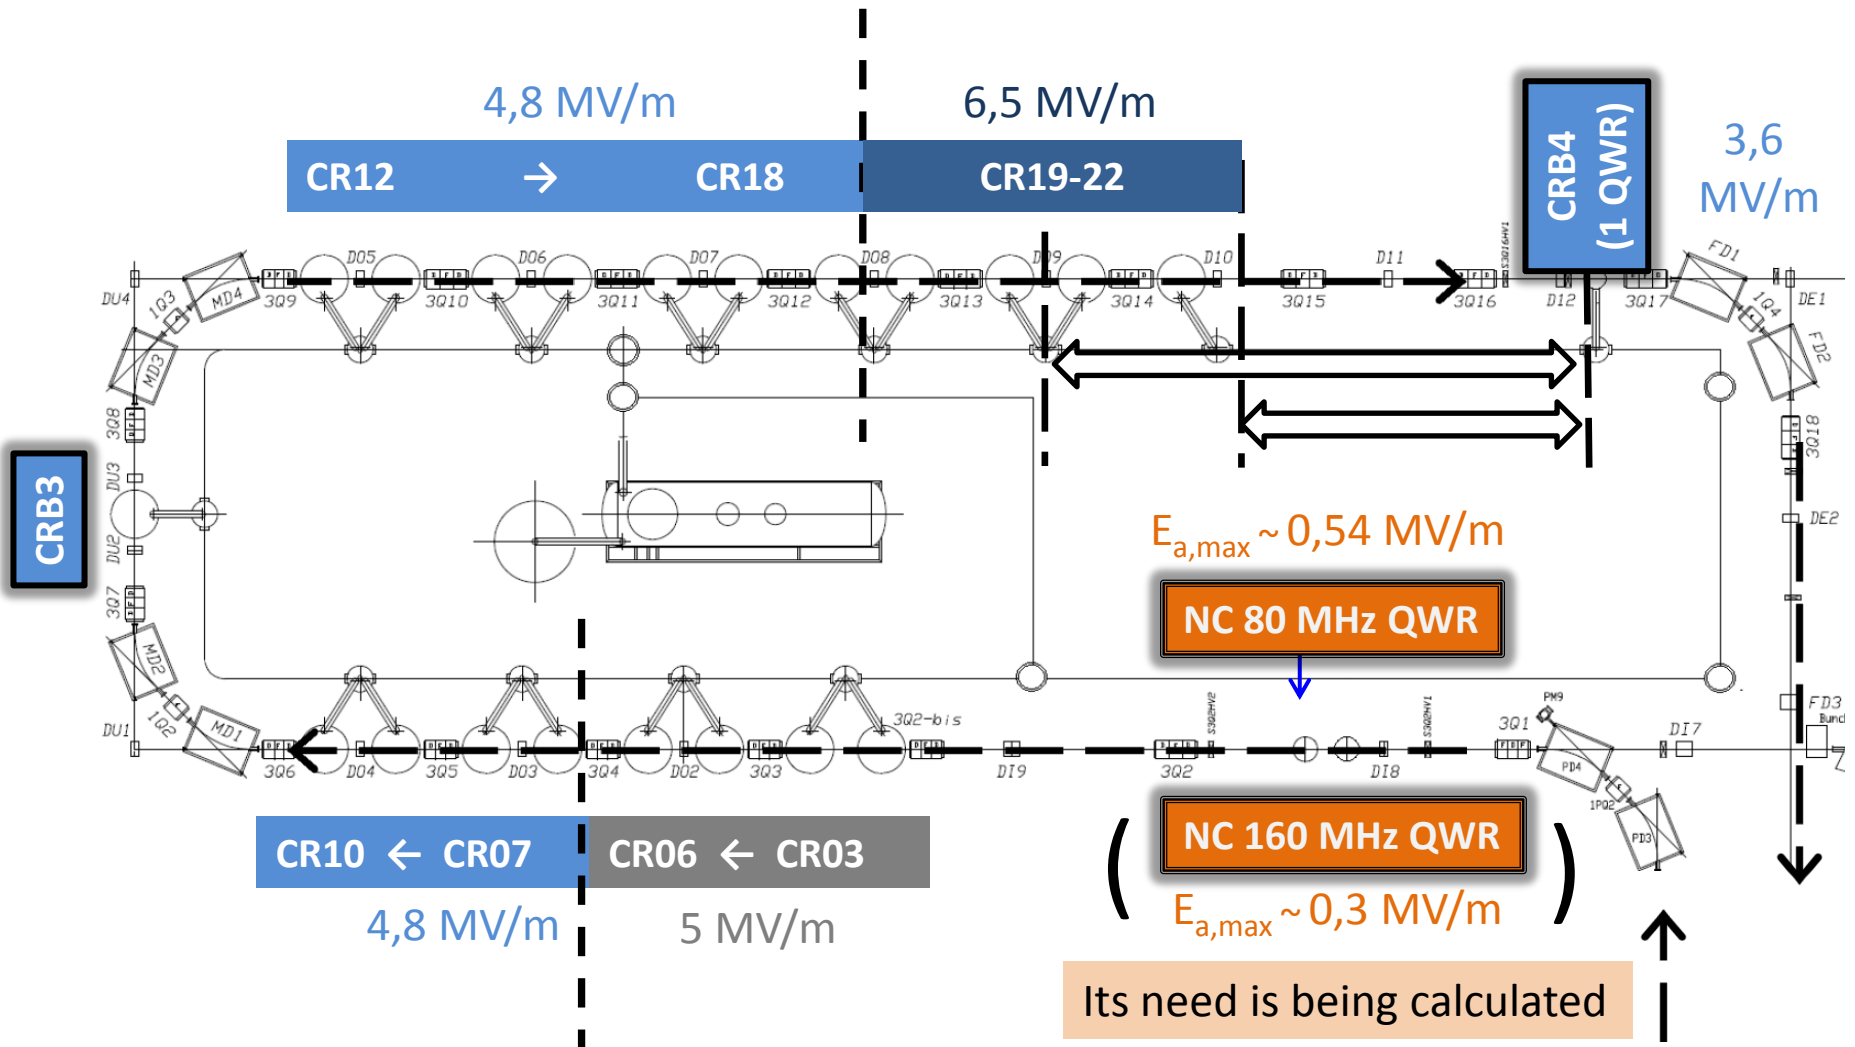 4,8 MV/m
6,5 MV/m
CR12 → CR18
CR19-22
CRB4
(1 QWR)
3,6
MV/m
S3Q16HV1
D05
D06
D07
D08
D09
D10
D11
FD1
DU4
1Q3
MD4
3Q9
3Q10
3Q11
3Q12
3Q13
3Q14
3Q15
3Q16
D12
3Q17
1Q4
DE1
MD3
FD2
3Q8
3Q18
DU3
CRB3
DU2
DE2
3Q7
E a,max ~ 0,54 MV/m
NC 80 MHz QWR
MD2
1Q2
MD1
DU1
3Q2-bis
S3Q2HV2
S3Q2HV1
PM9
3Q1
DI7
FD3
Bunc
3Q6
D04
3Q5
D03
3Q4
D02
3Q3
DI9
3Q2
DI8
PD4
1PQ2
PD3
CR10 ← CR07
CR06 ← CR03
( NC 160 MHz QWR )
4,8 MV/m
5 MV/m
E a,max ~ 0,3 MV/m
Its need is being calculated